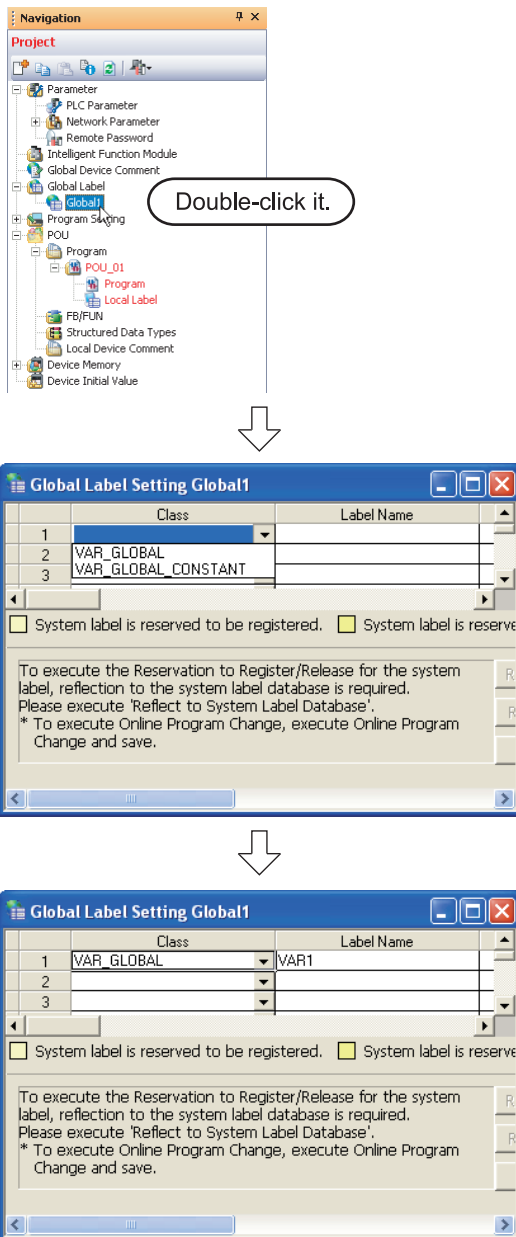 Navigation
Project
Parameter
PLC Parameter
Network Parameter
Remote Password
Intelligent Function Module
Global Device Comment
Global Label
Global1
Double-click it.
POU
Program
POU_01
Program
Local Label
FB/FUN
Structured Data Types
Local Device Comment
Device Memory
Device Initial Value
Global Label Setting Global1
Class Label Name
1
2 VAR_GLOBAL
3 VAR_GLOBAL_CONSTANT
System label is reserved to be registered. System label is reserve
To execute the Reservation to Register/Release for the system R
label, reflection to the system label database is required.
Please execute 'Reflect to System Label Database'. R
* To execute Online Program Change, execute Online Program
Change and save.
Global Label Setting Global1
Class Label Name
1 VAR_GLOBAL VAR1
2
3
System label is reserved to be registered. System label is reserve
To execute the Reservation to Register/Release for the system R
label, reflection to the system label database is required.
Please execute 'Reflect to System Label Database'. R
* To execute Online Program Change, execute Online Program
Change and save.